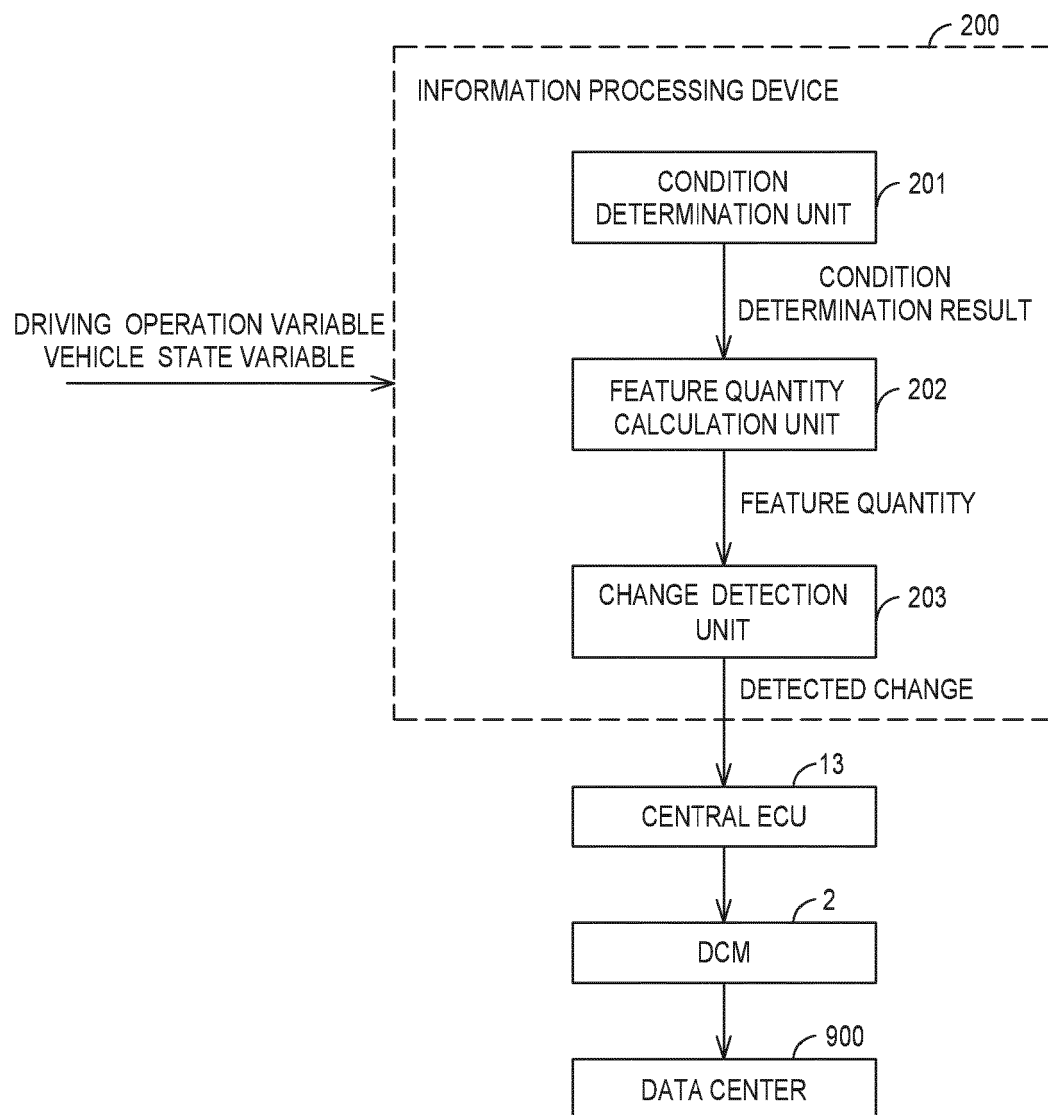 200
INFORMATION PROCESSING DEVICE
CONDITION
DETERMINATION UNIT
201
CONDITION
DETERMINATION RESULT
DRIVING OPERATION VARIABLE
VEHICLE STATE VARIABLE
FEATURE QUANTITY
CALCULATION UNIT
202
FEATURE QUANTITY
CHANGE DETECTION
UNIT
203
DETECTED CHANGE
13
CENTRAL ECU
2
DCM
900
DATA CENTER